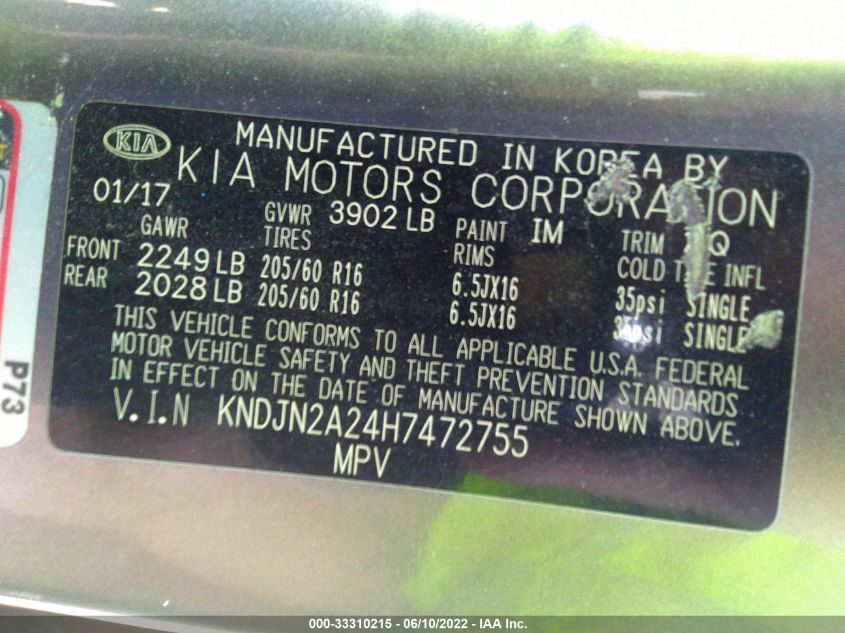 KIA
MANUFACTURED IN KOREA BY
KIA MOTORS CORPORATION
01/17 GVWR 3902 LB PAINT IM TRIM
GAWR TIRES RIMS COLD TIRE INFL
FRONT 2249 LB 205/60 R16 6.5JX16 35psi SINGLE
REAR 2028 LB 205/60 R16 6.5JX16 SINGLE
THIS VEHICLE CONFORMS TO ALL APPLICABLE U.S.A. FEDERAL
MOTOR VEHICLE SAFETY AND THEFT PREVENTION STANDARDS
IN EFFECT ON THE DATE OF MANUFACTURE SHOWN ABOVE.
V.I.N KNDJN2A24H7472755
MPV
P73
000-33310215 - 06/10/2022 - IAA Inc.